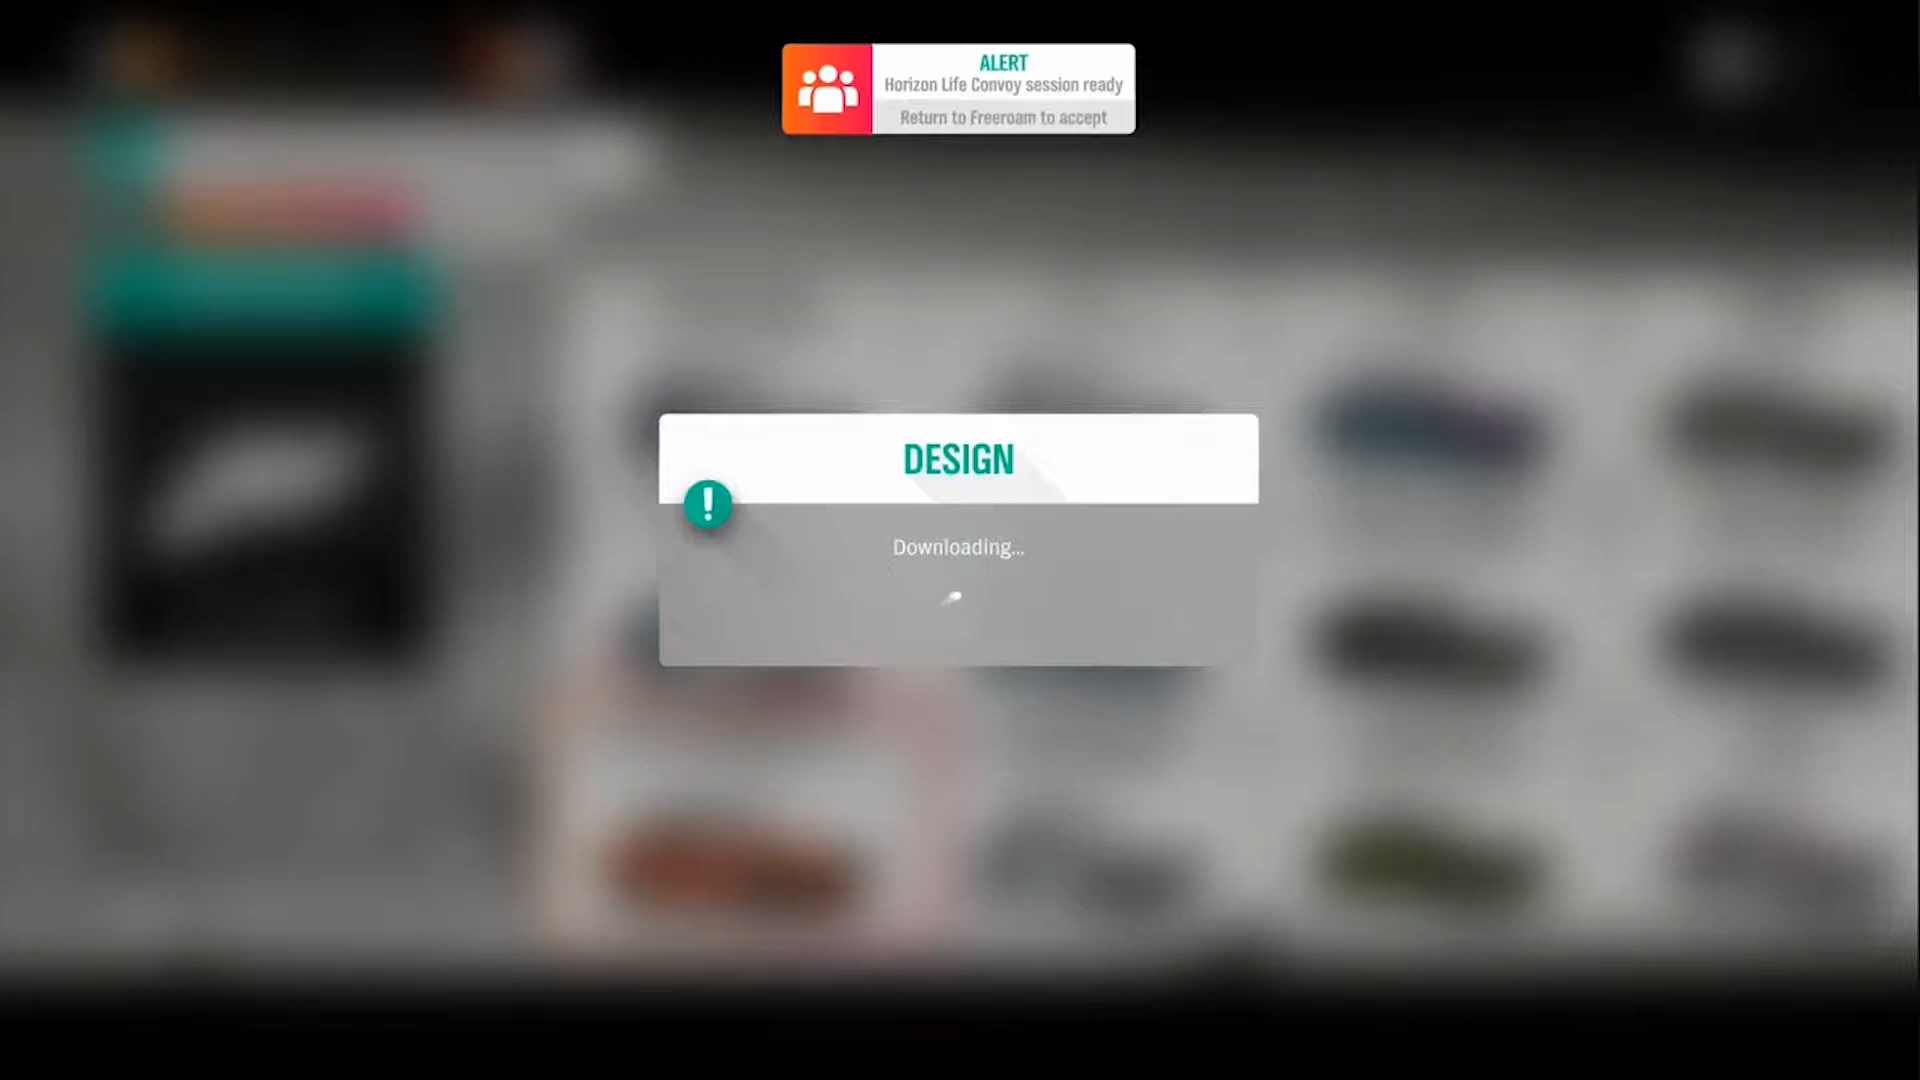 ALERT
Horizon Life Convoy session ready
Return to Freeroam to accept
DESIGN
!
Downloading...